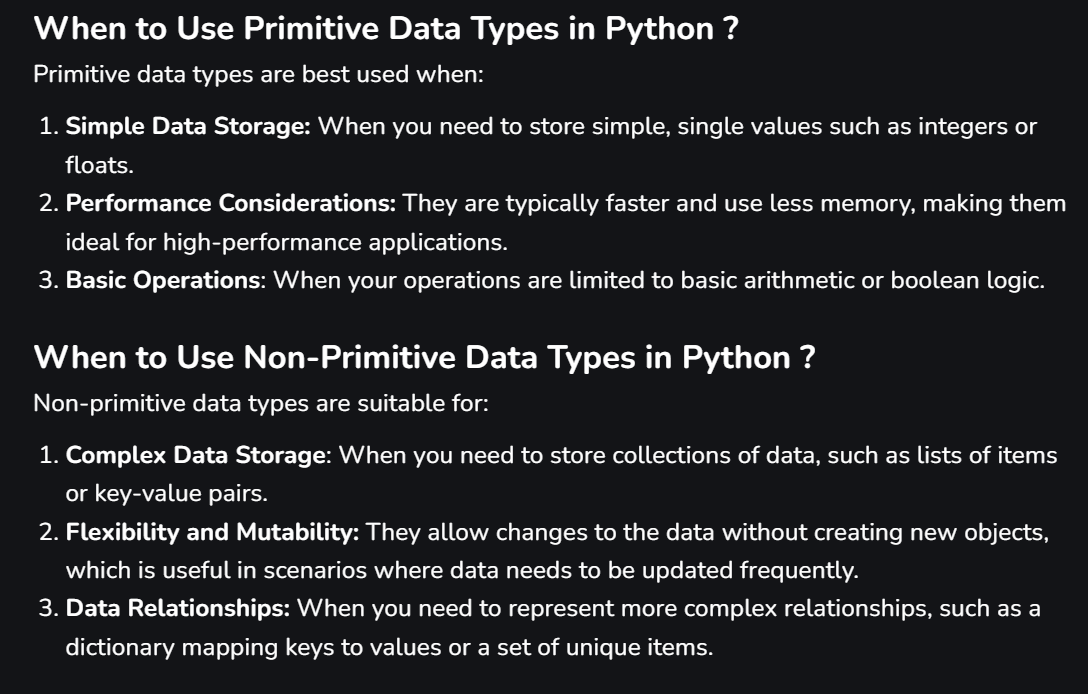 When to Use Primitive Data Types in Python ?
Primitive data types are best used when:
1. Simple Data Storage: When you need to store simple, single values such as integers or
floats.
2. Performance Considerations: They are typically faster and use less memory, making them
ideal for high-performance applications.
3. Basic Operations: When your operations are limited to basic arithmetic or boolean logic.
When to Use Non-Primitive Data Types in Python ?
Non-primitive data types are suitable for:
1. Complex Data Storage: When you need to store collections of data, such as lists of items
or key-value pairs.
2. Flexibility and Mutability: They allow changes to the data without creating new objects,
which is useful in scenarios where data needs to be updated frequently.
3. Data Relationships: When you need to represent more complex relationships, such as a
dictionary mapping keys to values or a set of unique items.